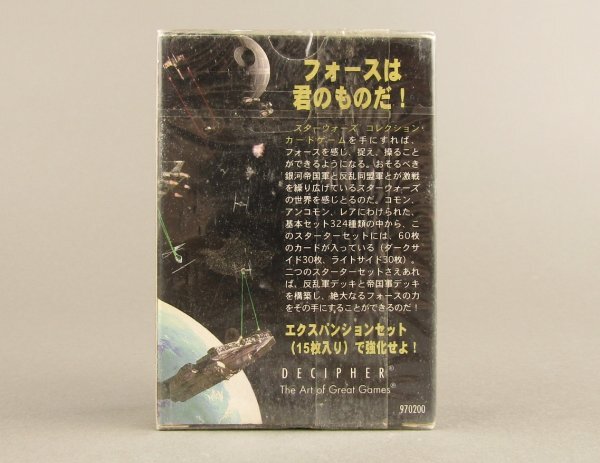 フォースは
君のものだ！
スターウォーズ コレクション・
カードゲームを手にすれば、
フォースを感じ、捉え、操ること
ができるようになる。おそるべき
銀河帝国軍と反乱同盟軍とが激戦
を繰り広げているスターウォーズ
の世界を感じとるのだ。コモン、
アンコモン、レアにわけられた、
基本セット324種類の中から、こ
のスターターセットには、60枚
のカードが入っている（ダークサ
イド30枚、ライトサイド30枚）。
二つのスターターセットさえあれ
ば、反乱軍デッキと帝国軍デッキ
を構築し、絶大なるフォースの力
をその手にすることができるのだ！
エクスパンションセット
（15枚入り）で強化せよ！
DECIPHER®
The Art of Great Games®
970200